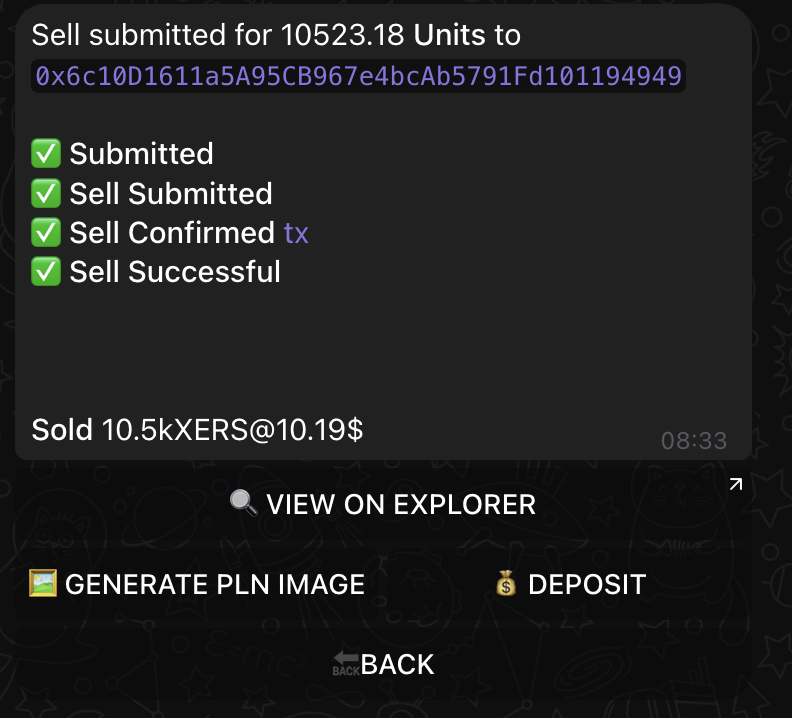 Sell submitted for 10523.18 Units to
0x6c10D1611a5A95CB967e4bcAb5791Fd101194949
✅ Submitted
✅ Sell Submitted
✅ Sell Confirmed tx
✅ Sell Successful
Sold 10.5kXERS@10.19$
08:33
🔍 VIEW ON EXPLORER
🖼️ GENERATE PLN IMAGE
💰 DEPOSIT
🔙BACK